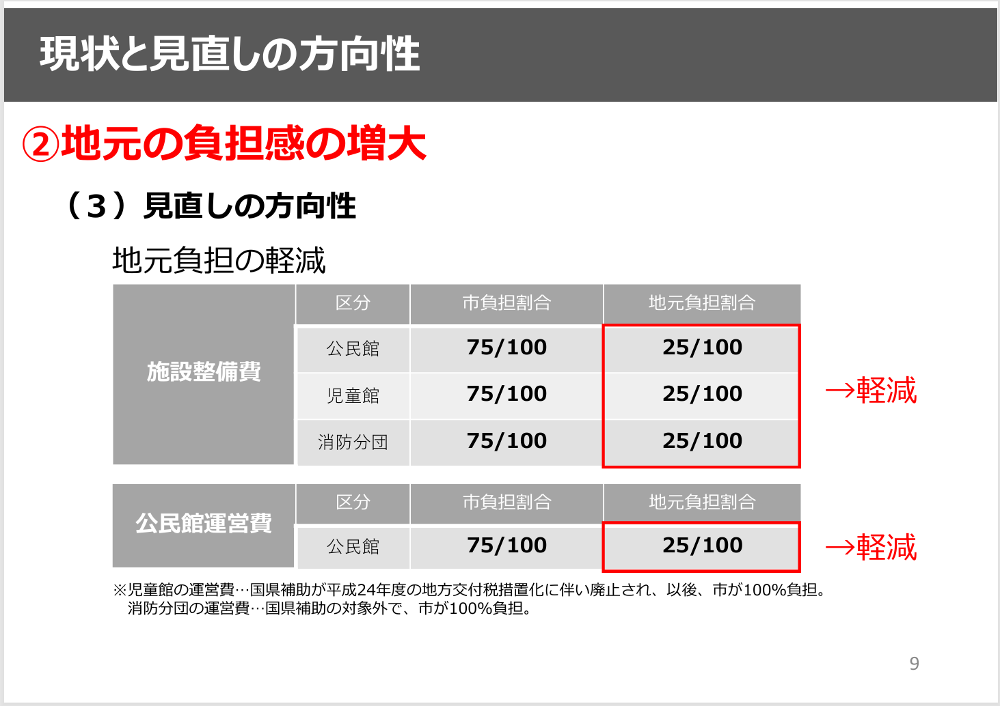 現状と見直しの方向性
②地元の負担感の増大
（３）見直しの方向性
地元負担の軽減
施設整備費
区分 市負担割合 地元負担割合
公民館 75/100 25/100
児童館 75/100 25/100
消防分団 75/100 25/100
→軽減
公民館運営費
区分 市負担割合 地元負担割合
公民館 75/100 25/100
→軽減
※児童館の運営費…国県補助が平成24年度の地方交付税措置化に伴い廃止され、以後、市が100%負担。
消防分団の運営費…国県補助の対象外で、市が100%負担。
9